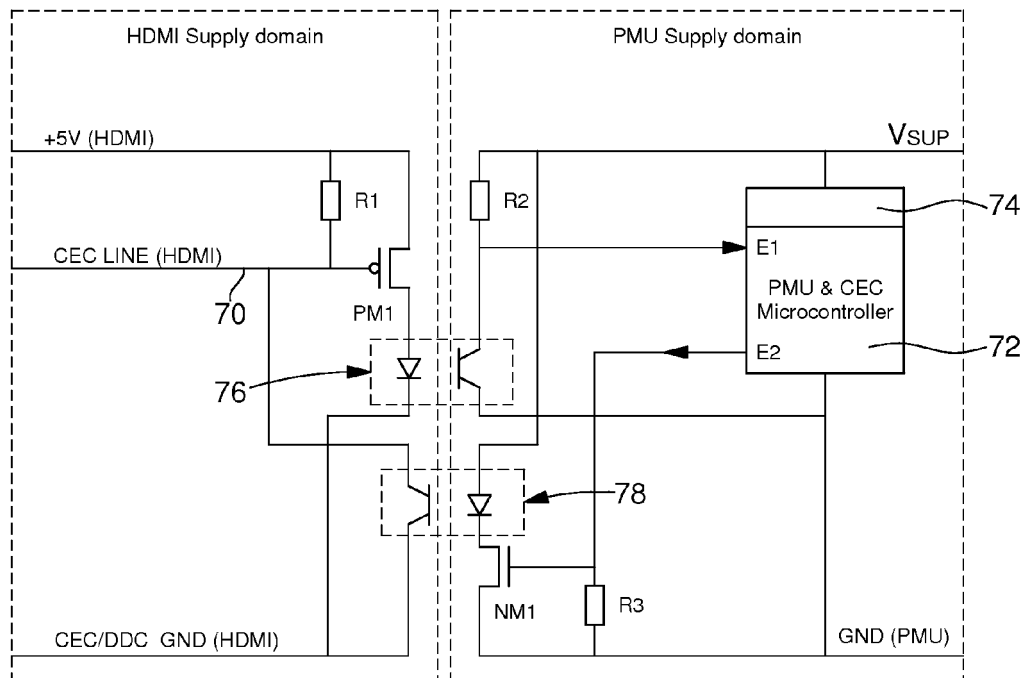 HDMI Supply domain
PMU Supply domain
+5V (HDMI)
VSUP
R1
R2
74
CEC LINE (HDMI)
E1
70
PM1
PMU & CEC
Microcontroller
72
E2
76
78
NM1
R3
CEC/DDC GND (HDMI)
GND (PMU)